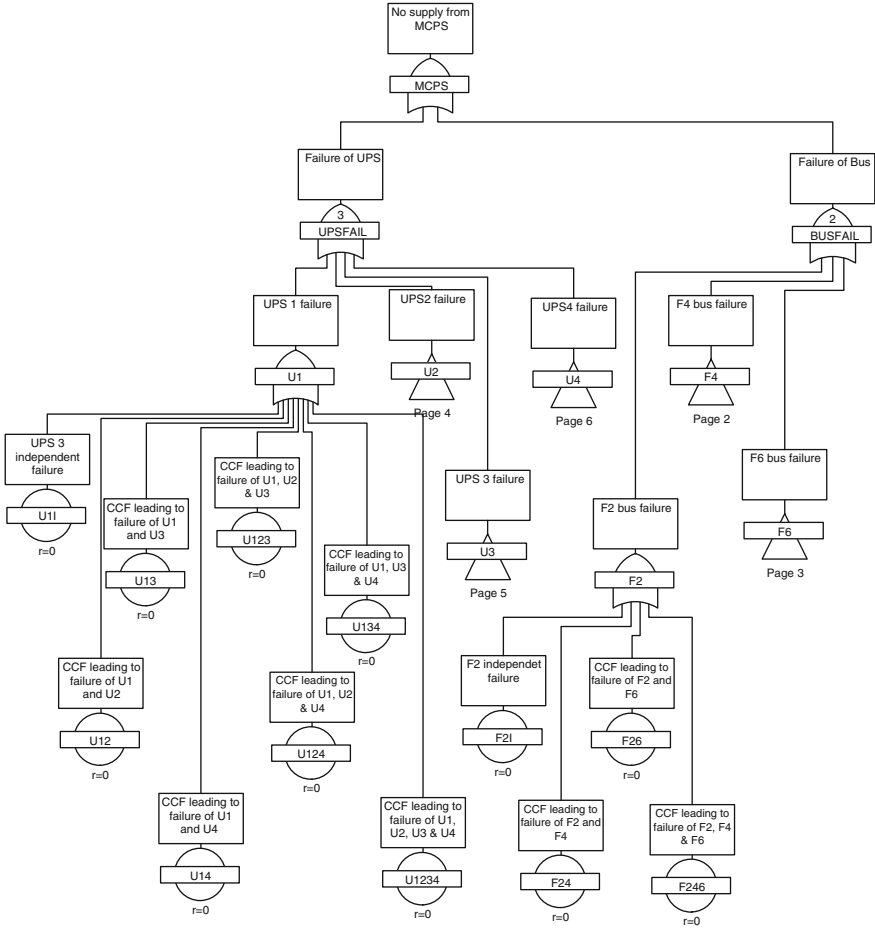 No supply from
MCPS
MCPS
Failure of UPS
3
UPSFAIL
Failure of Bus
2
BUSFAIL
UPS 1 failure
U1
UPS2 failure
U2
Page 4
UPS4 failure
U4
Page 6
F4 bus failure
F4
Page 2
UPS 3
independent
failure
U1I
r=0
CCF leading to
failure of U1
and U3
U13
r=0
CCF leading to
failure of U1, U2
& U3
U123
r=0
CCF leading to
failure of U1, U3
& U4
U134
r=0
UPS 3 failure
U3
Page 5
F2 bus failure
F2
F6 bus failure
F6
Page 3
CCF leading to
failure of U1
and U2
U12
r=0
CCF leading to
failure of U1, U2
& U4
U124
r=0
F2 independet
failure
F2I
r=0
CCF leading to
failure of F2 and
F6
F26
r=0
CCF leading to
failure of U1
and U4
U14
r=0
CCF leading to
failure of U1,
U2, U3 & U4
U1234
r=0
CCF leading to
failure of F2 and
F4
F24
r=0
CCF leading to
failure of F2, F4
& F6
F246
r=0